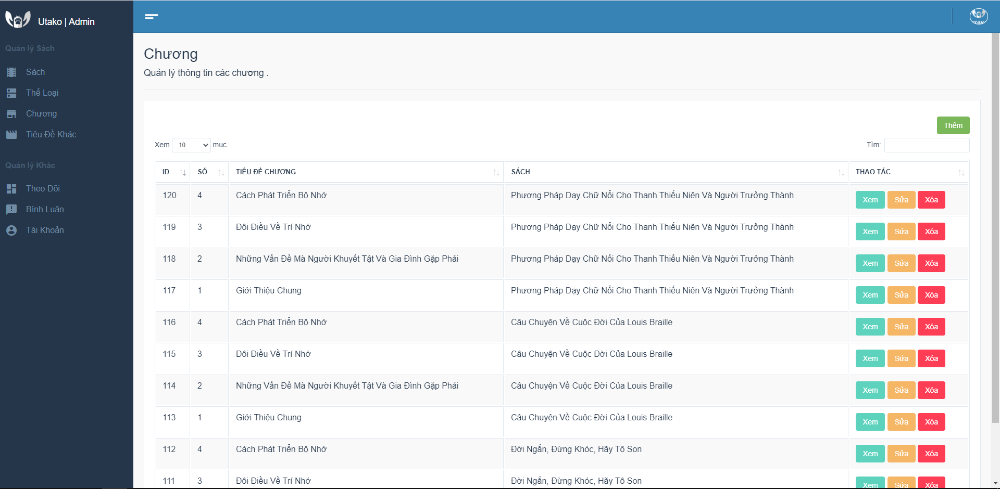 Utako | Admin
Quản lý Sách
Sách
Thể Loại
Chương
Tiêu Đề Khác
Quản lý Khác
Theo Dõi
Bình Luận
Tài Khoản
Chương
Quản lý thông tin các chương .
Thêm
Xem 10 mục
Tìm:
ID SỐ TIÊU ĐỀ CHƯƠNG SÁCH THAO TÁC
120 4 Cách Phát Triển Bộ Nhớ Phương Pháp Dạy Chữ Nổi Cho Thanh Thiếu Niên Và Người Trưởng Thành Xem Sửa Xóa
119 3 Đôi Điều Về Trí Nhớ Phương Pháp Dạy Chữ Nổi Cho Thanh Thiếu Niên Và Người Trưởng Thành Xem Sửa Xóa
118 2 Những Vấn Đề Mà Người Khuyết Tật Và Gia Đình Gặp Phải Phương Pháp Dạy Chữ Nổi Cho Thanh Thiếu Niên Và Người Trưởng Thành Xem Sửa Xóa
117 1 Giới Thiệu Chung Phương Pháp Dạy Chữ Nổi Cho Thanh Thiếu Niên Và Người Trưởng Thành Xem Sửa Xóa
116 4 Cách Phát Triển Bộ Nhớ Câu Chuyện Về Cuộc Đời Của Louis Braille Xem Sửa Xóa
115 3 Đôi Điều Về Trí Nhớ Câu Chuyện Về Cuộc Đời Của Louis Braille Xem Sửa Xóa
114 2 Những Vấn Đề Mà Người Khuyết Tật Và Gia Đình Gặp Phải Câu Chuyện Về Cuộc Đời Của Louis Braille Xem Sửa Xóa
113 1 Giới Thiệu Chung Câu Chuyện Về Cuộc Đời Của Louis Braille Xem Sửa Xóa
112 4 Cách Phát Triển Bộ Nhớ Đời Ngắn, Đừng Khóc, Hãy Tô Son Xem Sửa Xóa
111 3 Đôi Điều Về Trí Nhớ Đời Ngắn, Đừng Khóc, Hãy Tô Son Xem Sửa Xóa